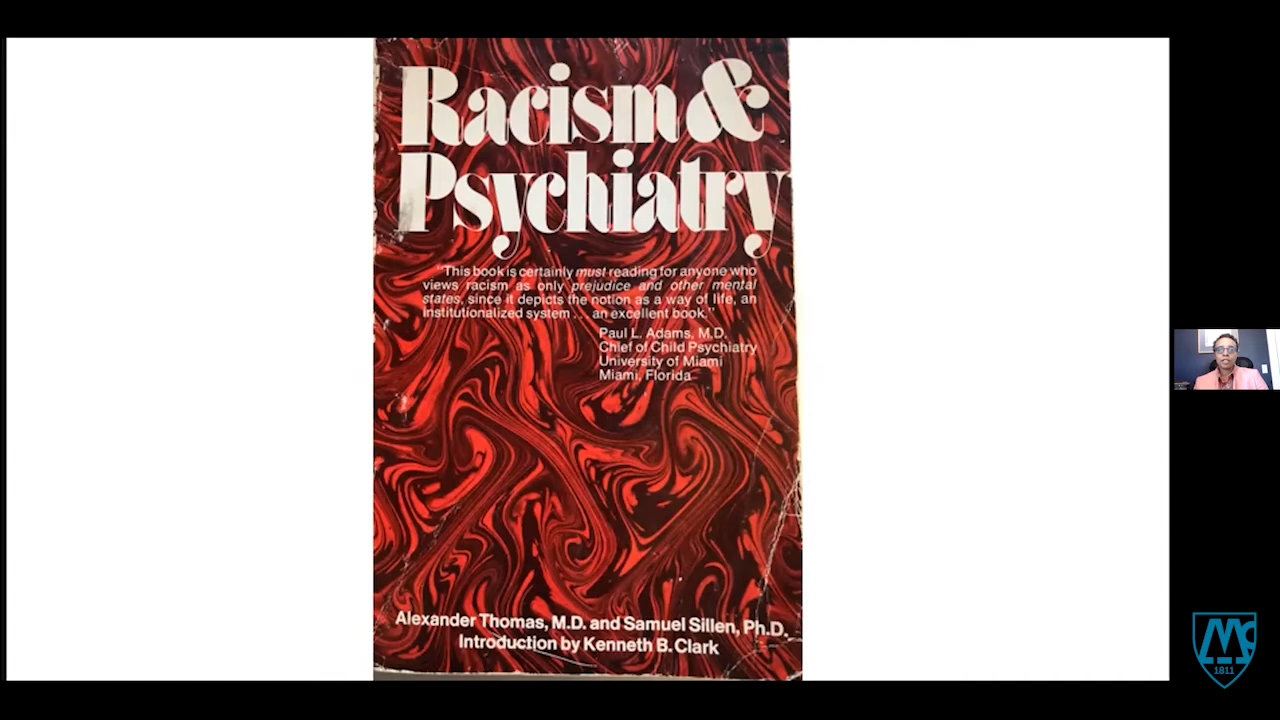 Racism &
Psychiatry
"This book is certainly must reading for anyone who
views racism as only prejudice and other mental
states, since it depicts the notion as a way of life, an
institutionalized system . . . an excellent book."
Paul L. Adams, M.D.
Chief of Child Psychiatry
University of Miami
Miami, Florida
Alexander Thomas, M.D. and Samuel Sillen, Ph.D.
Introduction by Kenneth B. Clark
Mc
1811